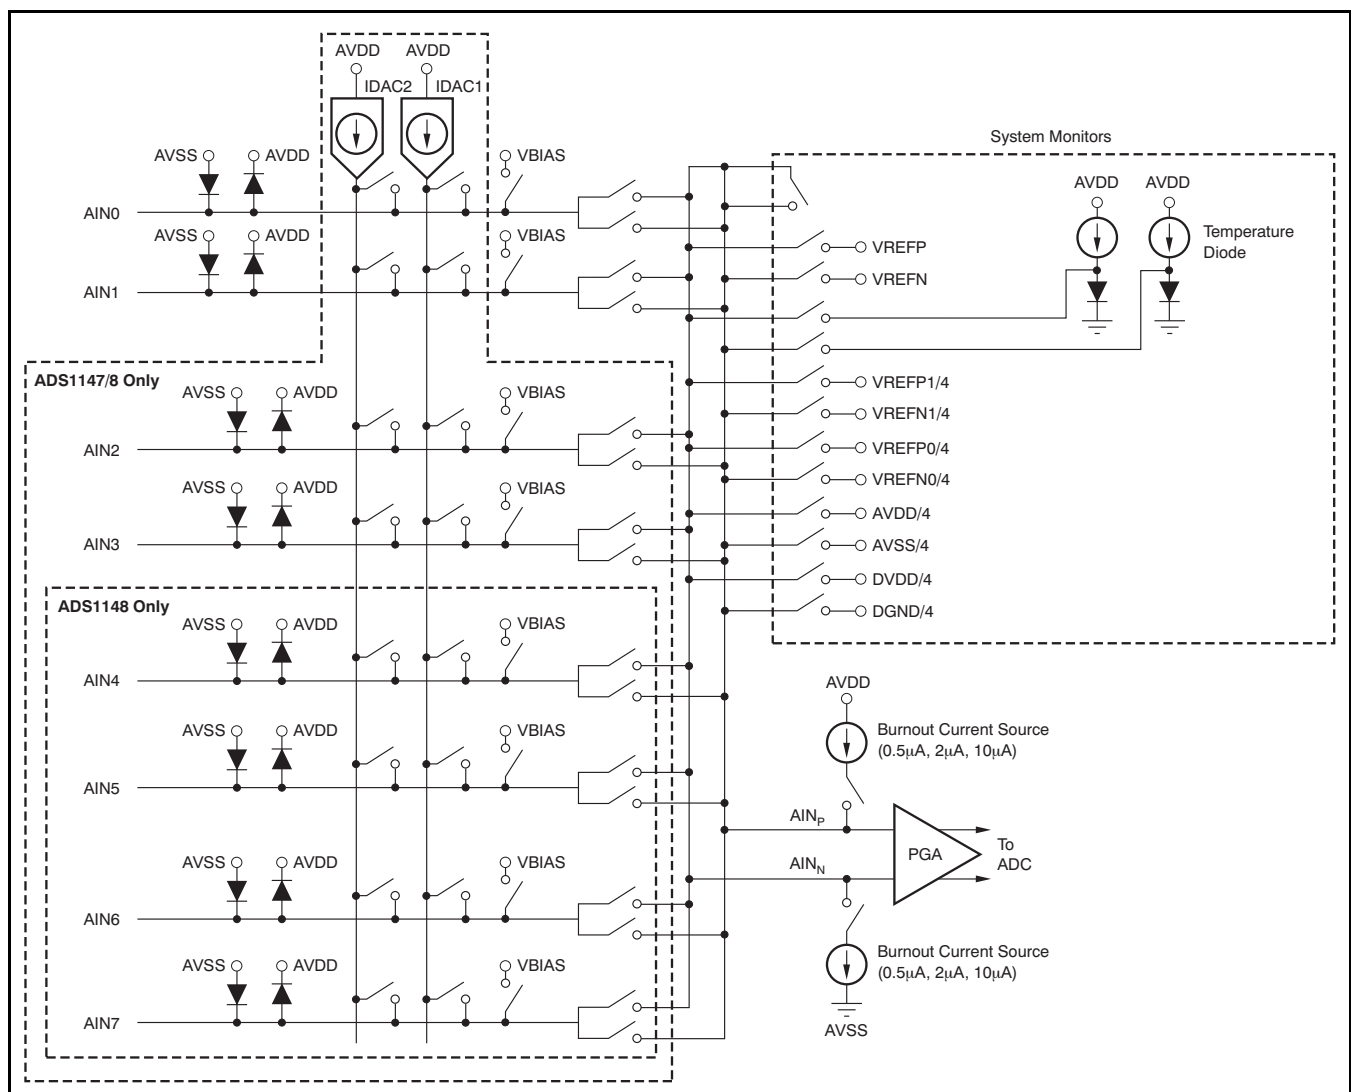 AVDD AVDD
IDAC2 IDAC1
System Monitors
AVSS AVDD VBIAS
AIN0
AVDD AVDD
Temperature
Diode
AVSS AVDD VBIAS
AIN1
VREFP
VREFN
ADS1147/8 Only
AVSS AVDD VBIAS
AIN2
AVSS AVDD VBIAS
AIN3
VREFP1/4
VREFN1/4
VREFP0/4
VREFN0/4
AVDD/4
AVSS/4
DVDD/4
DGND/4
ADS1148 Only
AVSS AVDD VBIAS
AIN4
AVSS AVDD VBIAS
AIN5
AVSS AVDD VBIAS
AIN6
AVSS AVDD VBIAS
AIN7
AVDD
Burnout Current Source
(0.5μA, 2μA, 10μA)
AINP
AINN
PGA
To
ADC
Burnout Current Source
(0.5μA, 2μA, 10μA)
AVSS